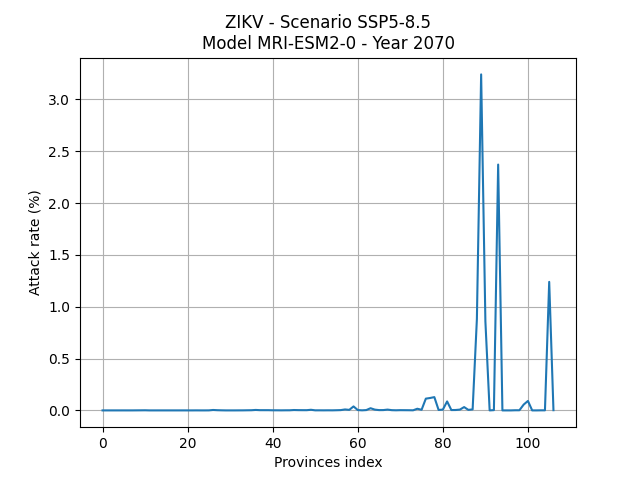 ZIKV - Scenario SSP5-8.5
Model MRI-ESM2-0 - Year 2070
3.0
2.5
2.0
1.5
1.0
0.5
0.0
Attack rate (%)
0 20 40 60 80 100
Provinces index